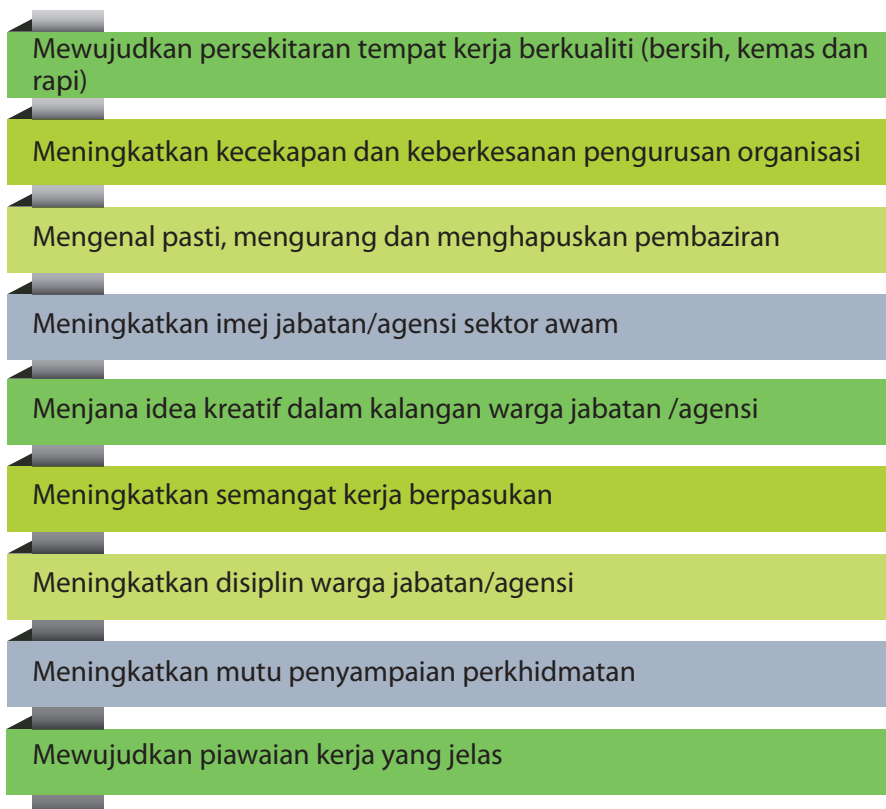 Mewujudkan persekitaran tempat kerja berkualiti (bersih, kemas dan
rapi)
Meningkatkan kecekapan dan keberkesanan pengurusan organisasi
Mengenal pasti, mengurang dan menghapuskan pembaziran
Meningkatkan imej jabatan/agensi sektor awam
Menjana idea kreatif dalam kalangan warga jabatan /agensi
Meningkatkan semangat kerja berpasukan
Meningkatkan disiplin warga jabatan/agensi
Meningkatkan mutu penyampaian perkhidmatan
Mewujudkan piawaian kerja yang jelas